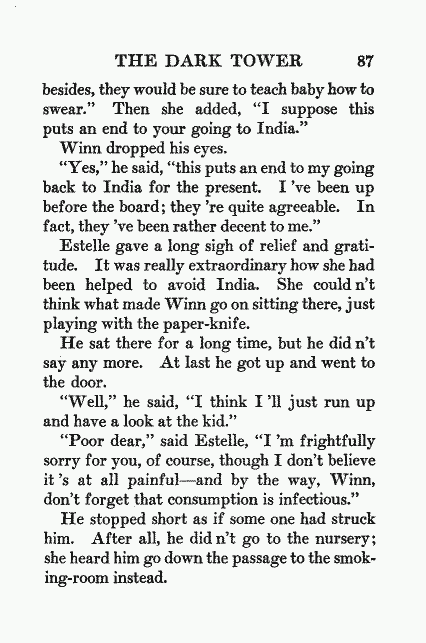 THE DARK TOWER 87
besides, they would be sure to teach baby how to
swear." Then she added, "I suppose this
puts an end to your going to India."
Winn dropped his eyes.
"Yes," he said, "this puts an end to my going
back to India for the present. I 've been up
before the board; they 're quite agreeable. In
fact, they 've been rather decent to me."
Estelle gave a long sigh of relief and grati-
tude. It was really extraordinary how she had
been helped to avoid India. She could n't
think what made Winn go on sitting there, just
playing with the paper-knife.
He sat there for a long time, but he did n't
say any more. At last he got up and went to
the door.
"Well," he said, "I think I 'll just run up
and have a look at the kid."
"Poor dear," said Estelle, "I 'm frightfully
sorry for you, of course, though I don't believe
it 's at all painful—and by the way, Winn,
don't forget that consumption is infectious."
He stopped short as if some one had struck
him. After all, he did n't go to the nursery;
she heard him go down the passage to the smok-
ing-room instead.